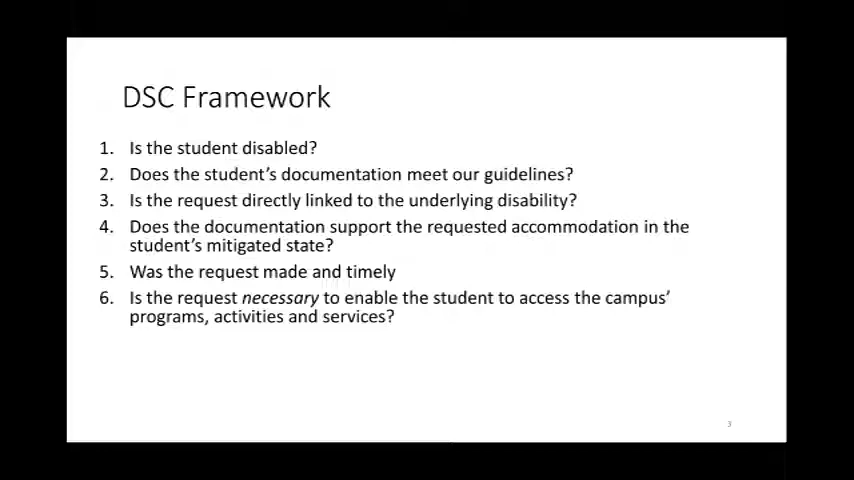 DSC Framework
1. Is the student disabled?
2. Does the student's documentation meet our guidelines?
3. Is the request directly linked to the underlying disability?
4. Does the documentation support the requested accommodation in the
student's mitigated state?
5. Was the request made and timely
6. Is the request necessary to enable the student to access the campus'
programs, activities and services?
3